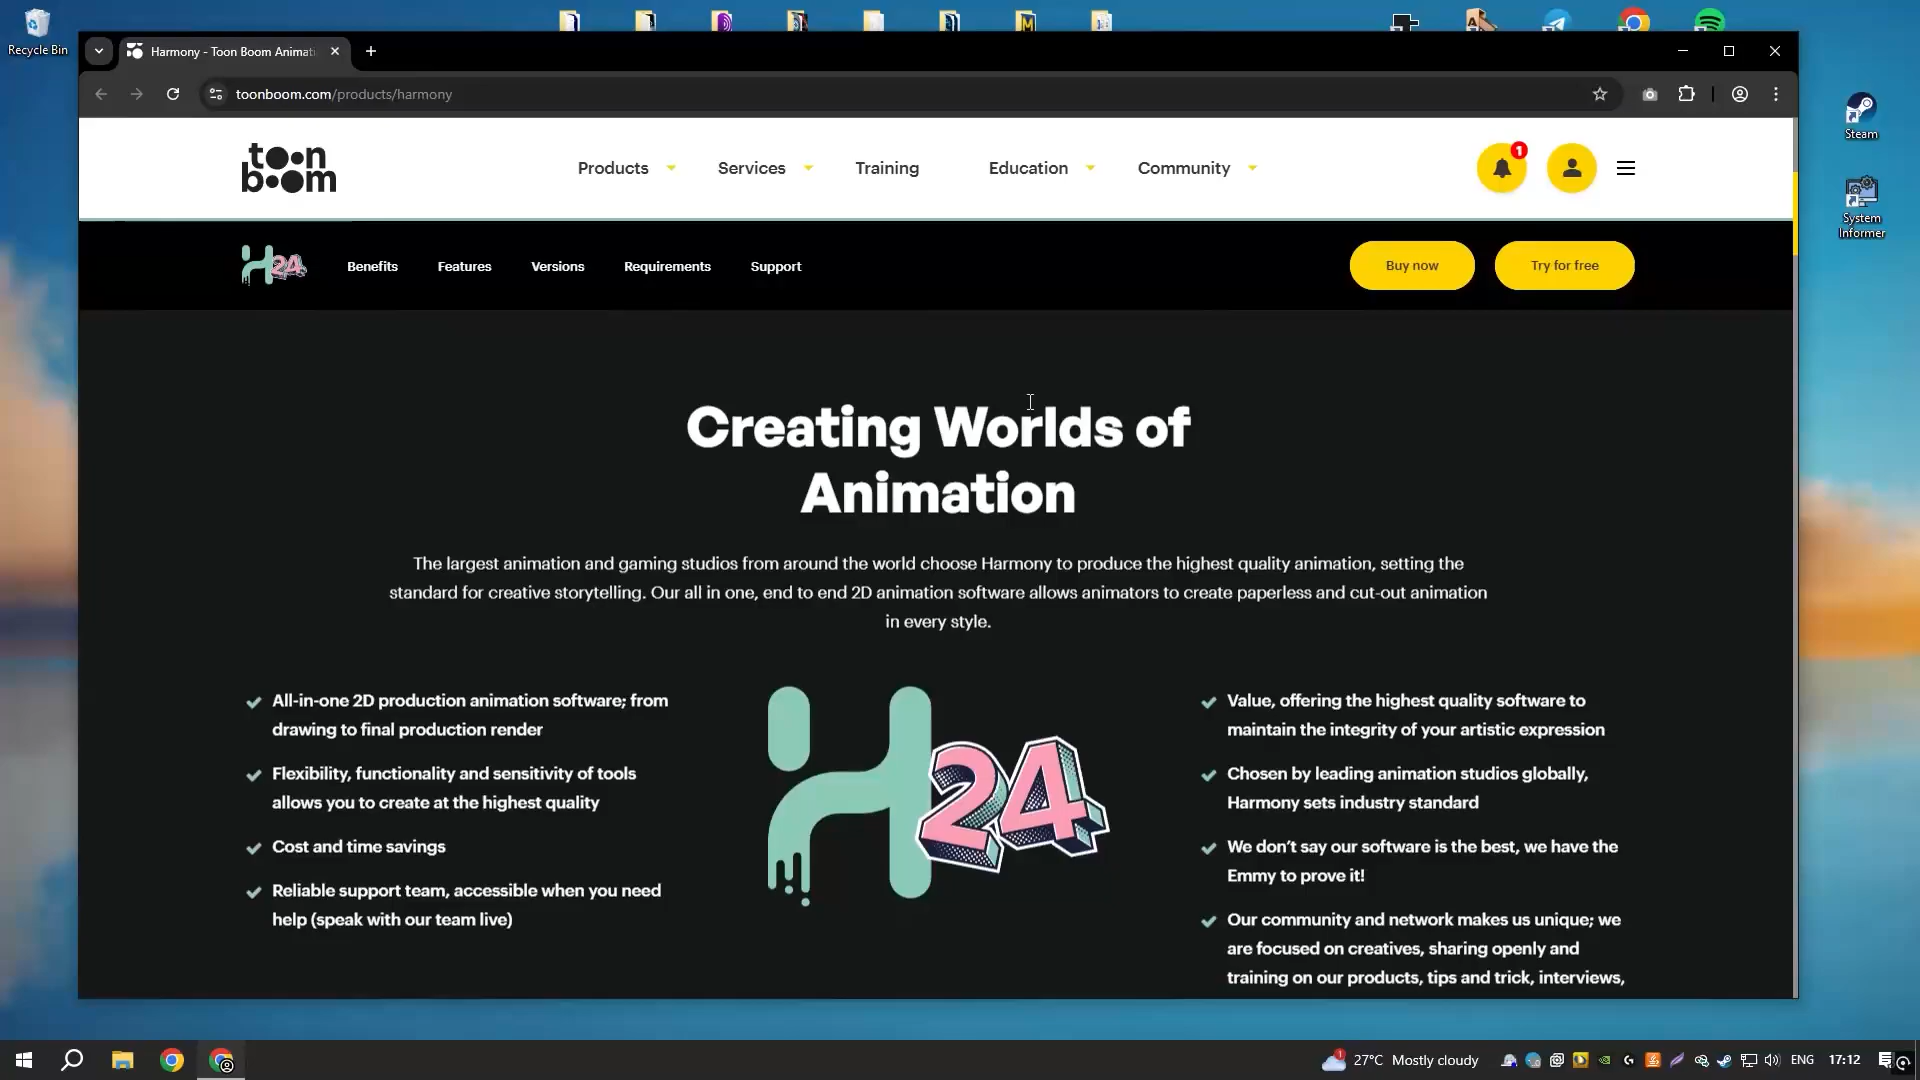 Recycle Bin
Steam
System
Informer
Harmony - Toon Boom Animati
toonboom.com/products/harmony
toon
boom
Products
Services
Training
Education
Community
1
24
Benefits
Features
Versions
Requirements
Support
Buy now
Try for free
Creating Worlds of
Animation
The largest animation and gaming studios from around the world choose Harmony to produce the highest quality animation, setting the
standard for creative storytelling. Our all in one, end to end 2D animation software allows animators to create paperless and cut-out animation
in every style.
All-in-one 2D production animation software; from
drawing to final production render
Flexibility, functionality and sensitivity of tools
allows you to create at the highest quality
Cost and time savings
Reliable support team, accessible when you need
help (speak with our team live)
H 24
Value, offering the highest quality software to
maintain the integrity of your artistic expression
Chosen by leading animation studios globally,
Harmony sets industry standard
We don’t say our software is the best, we have the
Emmy to prove it!
Our community and network makes us unique; we
are focused on creatives, sharing openly and
training on our products, tips and trick, interviews,
27°C Mostly cloudy
ENG
17:12